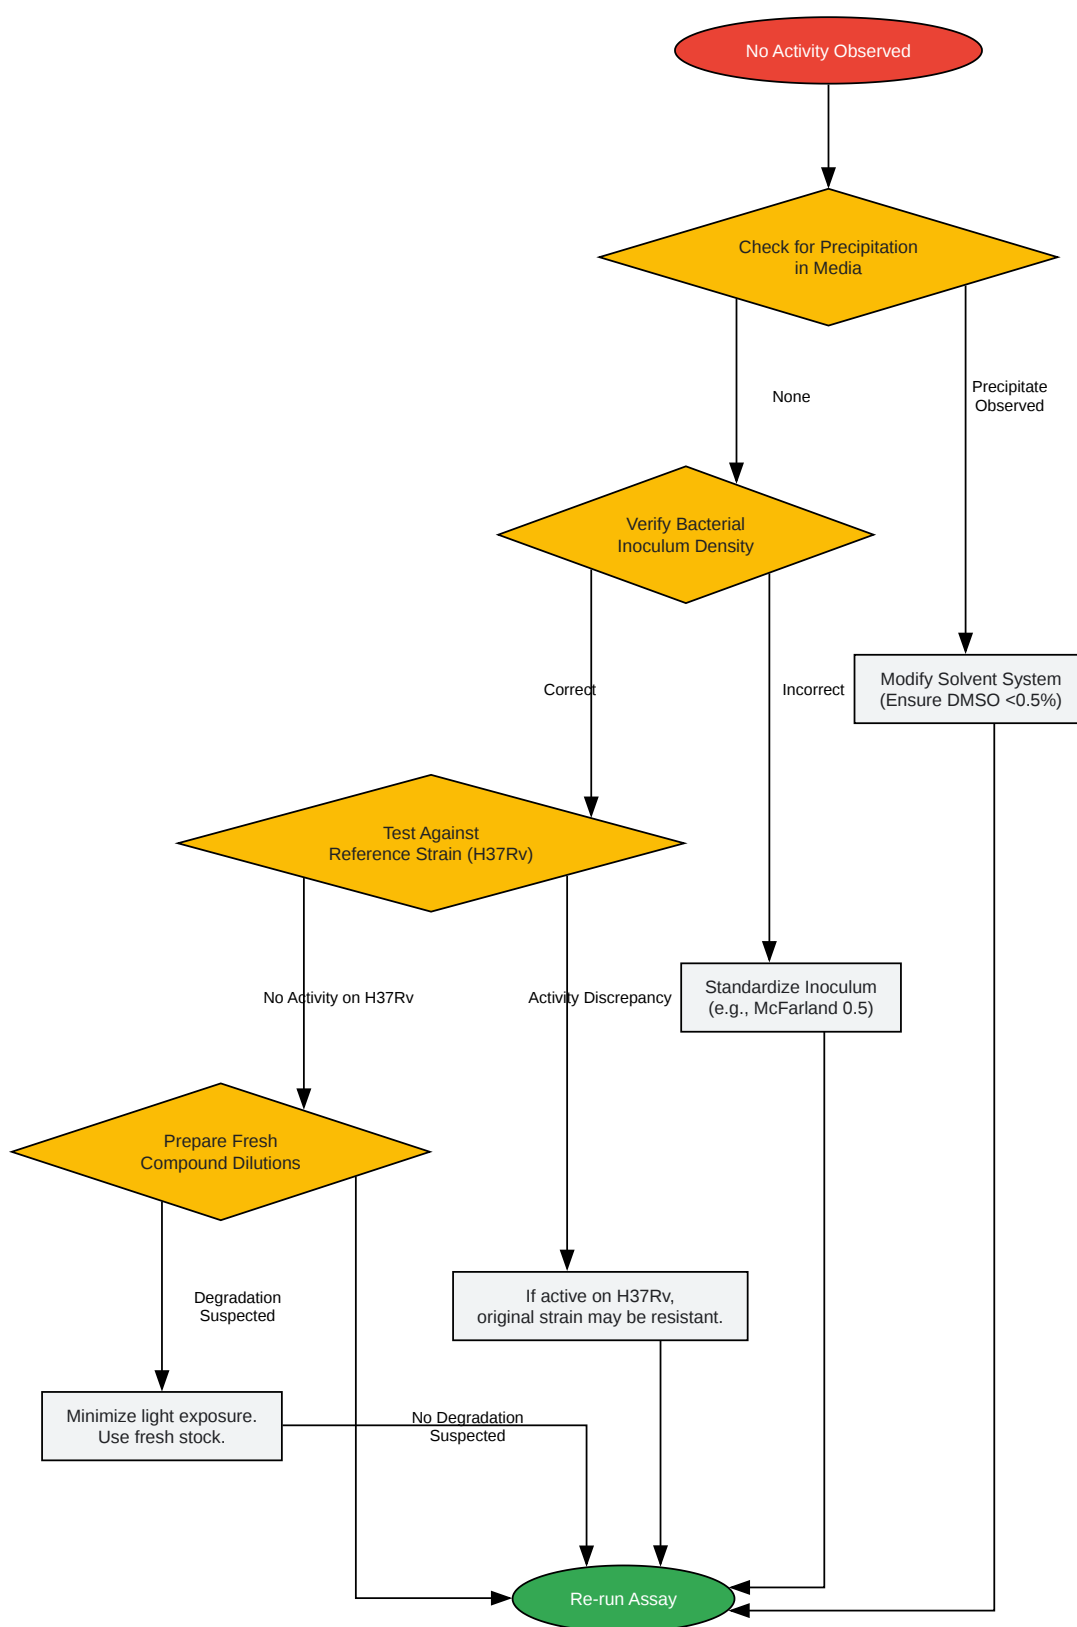 No Activity Observed
Check for Precipitation
in Media
None
Precipitate
Observed
Verify Bacterial
Inoculum Density
Modify Solvent System
(Ensure DMSO <0.5%)
Correct
Incorrect
Test Against
Reference Strain (H37Rv)
No Activity on H37Rv
Activity Discrepancy
Standardize Inoculum
(e.g., McFarland 0.5)
Prepare Fresh
Compound Dilutions
Degradation
Suspected
If active on H37Rv,
original strain may be resistant.
Minimize light exposure.
Use fresh stock.
No Degradation
Suspected
Re-run Assay